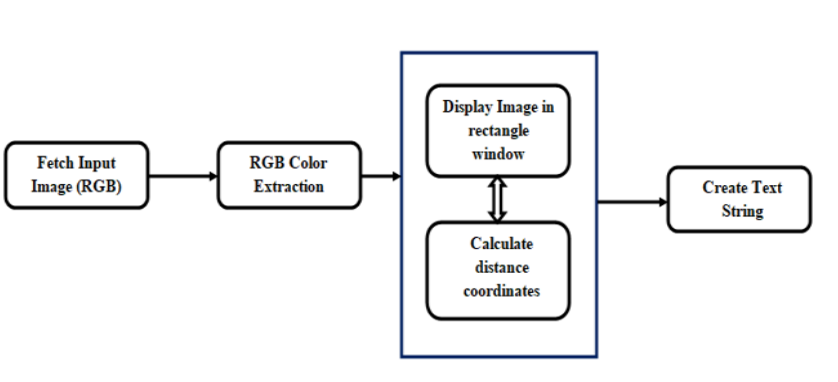 Fetch Input
Image (RGB)
RGB Color
Extraction
Display Image in
rectangle
window
Calculate
distance
coordinates
Create Text
String